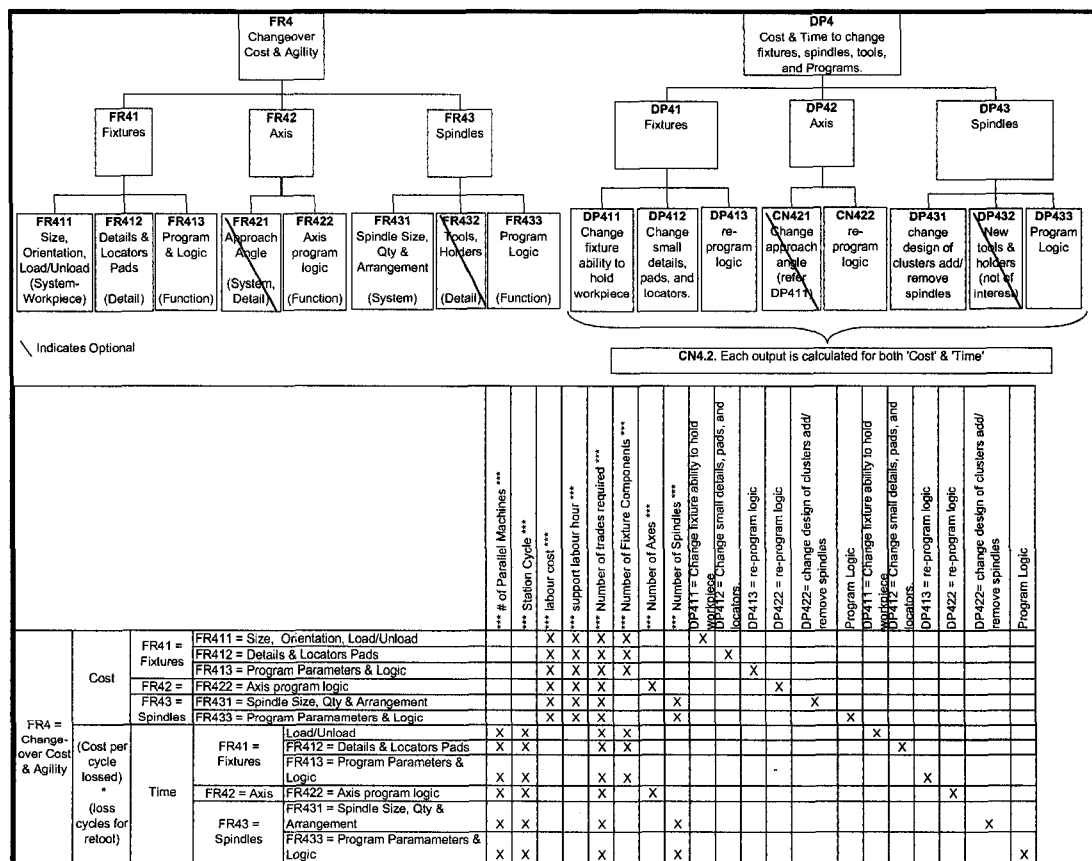 FR4
Changeover
Cost & Agility
DP4
Cost & Time to change
fixtures, spindles, tools,
and Programs.
FR41
Fixtures
FR42
Axis
FR43
Spindles
DP41
Fixtures
DP42
Axis
DP43
Spindles
FR411
Size,
Orientation,
Load/Unload
(System-
Workpiece)
FR412
Details &
Locators
Pads
(Detail)
FR413
Program
& Logic
(Function)
FR421
Approach
Angle
(System,
Detail)
FR422
Axis
program
logic
(Function)
FR431
Spindle Size,
Qty &
Arrangement
(System)
FR432
Tools,
Holders
(Detail)
FR433
Program
Logic
(Function)
DP411
Change
fixture
ability to
hold
workpiece
DP412
Change
small
details,
pads, and
locators.
DP413
re-
program
logic
CN421
Change
approach
angle
(refer
DP411)
CN422
re-
program
logic
DP431
change
design of
clusters add/
remove
spindles
DP432
New
tools &
holders
(not of
interest)
DP433
Program
Logic
\ Indicates Optional
CN4.2. Each output is calculated for both 'Cost' & 'Time'
*** # of Parallel Machines ***
*** Station Cycle ***
*** labour cost ***
*** support labour hour ***
*** Number of trades required ***
*** Number of Fixture Components ***
*** Number of Axes ***
*** Number of Spindles ***
DP411 = Change fixture ability to hold
workpiece
DP412 = Change small details, pads, and
locators.
DP413 = re-program logic
DP422 = re-program logic
DP422= change design of clusters add/
remove spindles
Program Logic
DP411 = Change fixture ability to hold
workpiece
DP412 = Change small details, pads, and
locators.
DP413 = re-program logic
DP422 = re-program logic
DP422= change design of clusters add/
remove spindles
Program Logic
FR4 =
Change-
over Cost
& Agility
Cost
FR41 =
Fixtures
FR411 = Size, Orientation, Load/Unload X X X X X
FR412 = Details & Locators Pads X X X X X
FR413 = Program Parameters & Logic X X X X X
FR42 = FR422 = Axis program logic X X X X X
FR43 =
Spindles
FR431 = Spindle Size, Qty & Arrangement X X X X X
FR433 = Program Paramameters & Logic X X X X X
(Cost per
cycle
lossed)
*
(loss
cycles for
retool)
Time
FR41 =
Fixtures
Load/Unload X X X X X
FR412 = Details & Locators Pads X X X X X
FR413 = Program Parameters &
Logic X X X X X
FR42 = Axis FR422 = Axis program logic X X X X X
FR43 =
Spindles
FR431 = Spindle Size, Qty &
Arrangement X X X X X
FR433 = Program Paramameters &
Logic X X X X X